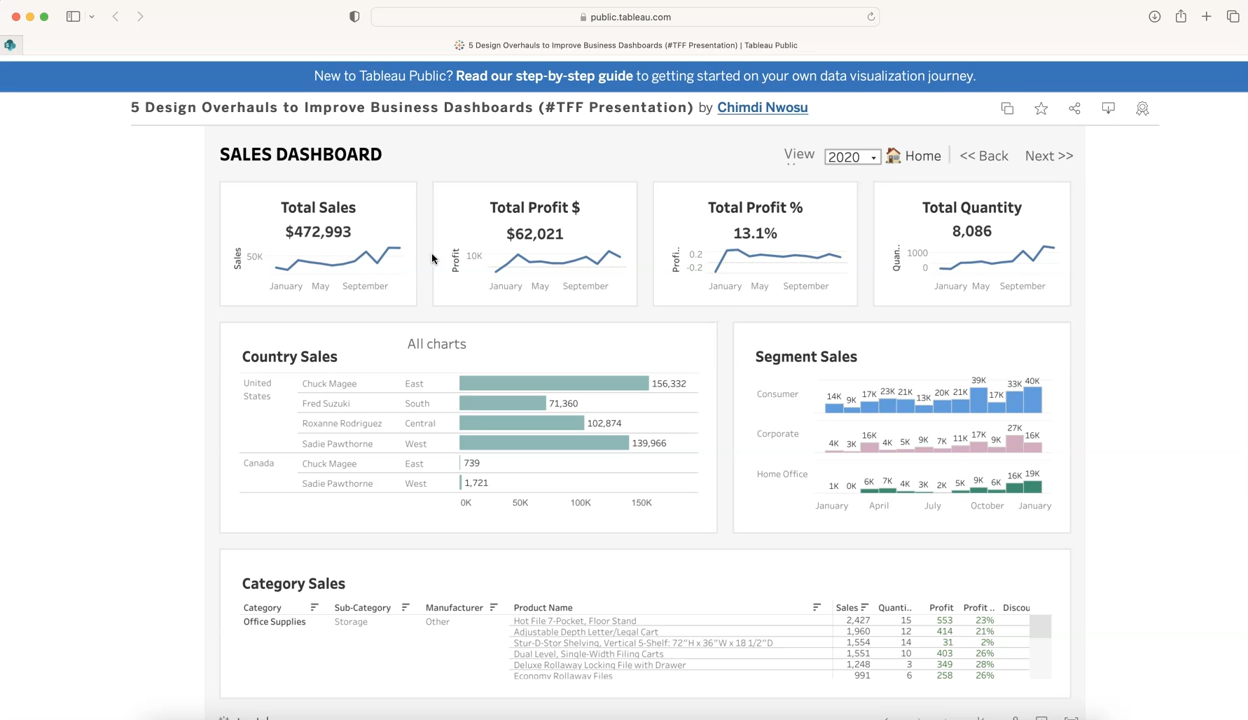 public.tableau.com
5 Design Overhauls to Improve Business Dashboards (#TFF Presentation) | Tableau Public
New to Tableau Public? Read our step-by-step guide to getting started on your own data visualization journey.
5 Design Overhauls to Improve Business Dashboards (#TFF Presentation) by Chimdi Nwosu
SALES DASHBOARD
View 2020 Home << Back Next >>
Total Sales
$472,993
Sales
50K
January May September
Total Profit $
$62,021
Profit
10K
January May September
Total Profit %
13.1%
Profi..
0.2
-0.2
January May September
Total Quantity
8,086
Quan..
1000
0
January May September
All charts
Country Sales
United States Chuck Magee East 156,332
Fred Suzuki South 71,360
Roxanne Rodriguez Central 102,874
Sadie Pawthorne West 139,966
Canada Chuck Magee East 739
Sadie Pawthorne West 1,721
0K 50K 100K 150K
Segment Sales
Consumer 14K 9K 17K 23K 21K 13K 20K 21K 39K 17K 33K 40K
Corporate 4K 3K 16K 4K 5K 9K 7K 11K 17K 9K 27K 16K
Home Office 1K 0K 6K 7K 4K 3K 2K 5K 9K 6K 16K 19K
January April July October January
Category Sales
Category Sub-Category Manufacturer Product Name Sales Quanti.. Profit Profit .. Discou
Office Supplies Storage Other Hot File 7-Pocket, Floor Stand 2,427 15 553 23%
Adjustable Depth Letter/Legal Cart 1,960 12 414 21%
Stur-D-Stor Shelving, Vertical 5-Shelf: 72"H x 36"W x 18 1/2"D 1,554 14 31 2%
Dual Level, Single-Width Filing Carts 1,551 10 403 26%
Deluxe Rollaway Locking File with Drawer 1,248 3 349 28%
Economy Rollaway Files 991 6 258 26%